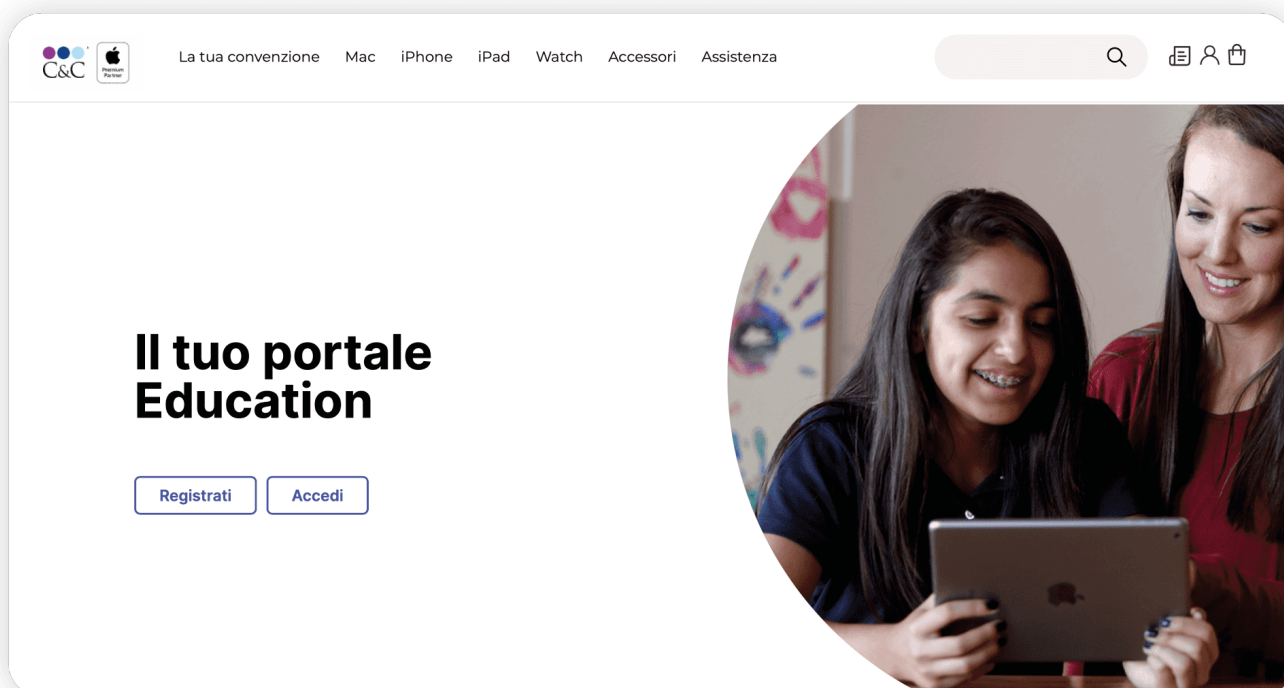 C&C
Premium
Partner
La tua convenzione
Mac
iPhone
iPad
Watch
Accessori
Assistenza
Il tuo portale
Education
Registrati
Accedi